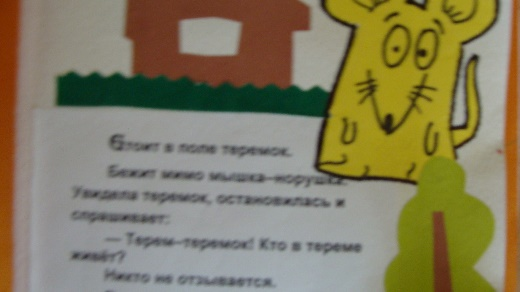 Стоит в поле теремок.
Бежит мимо мышка-норушка.
Увидела теремок, остановилась и
спрашивает:
— Терем-теремок! Кто в тереме
живёт?
Никто не отзывается.